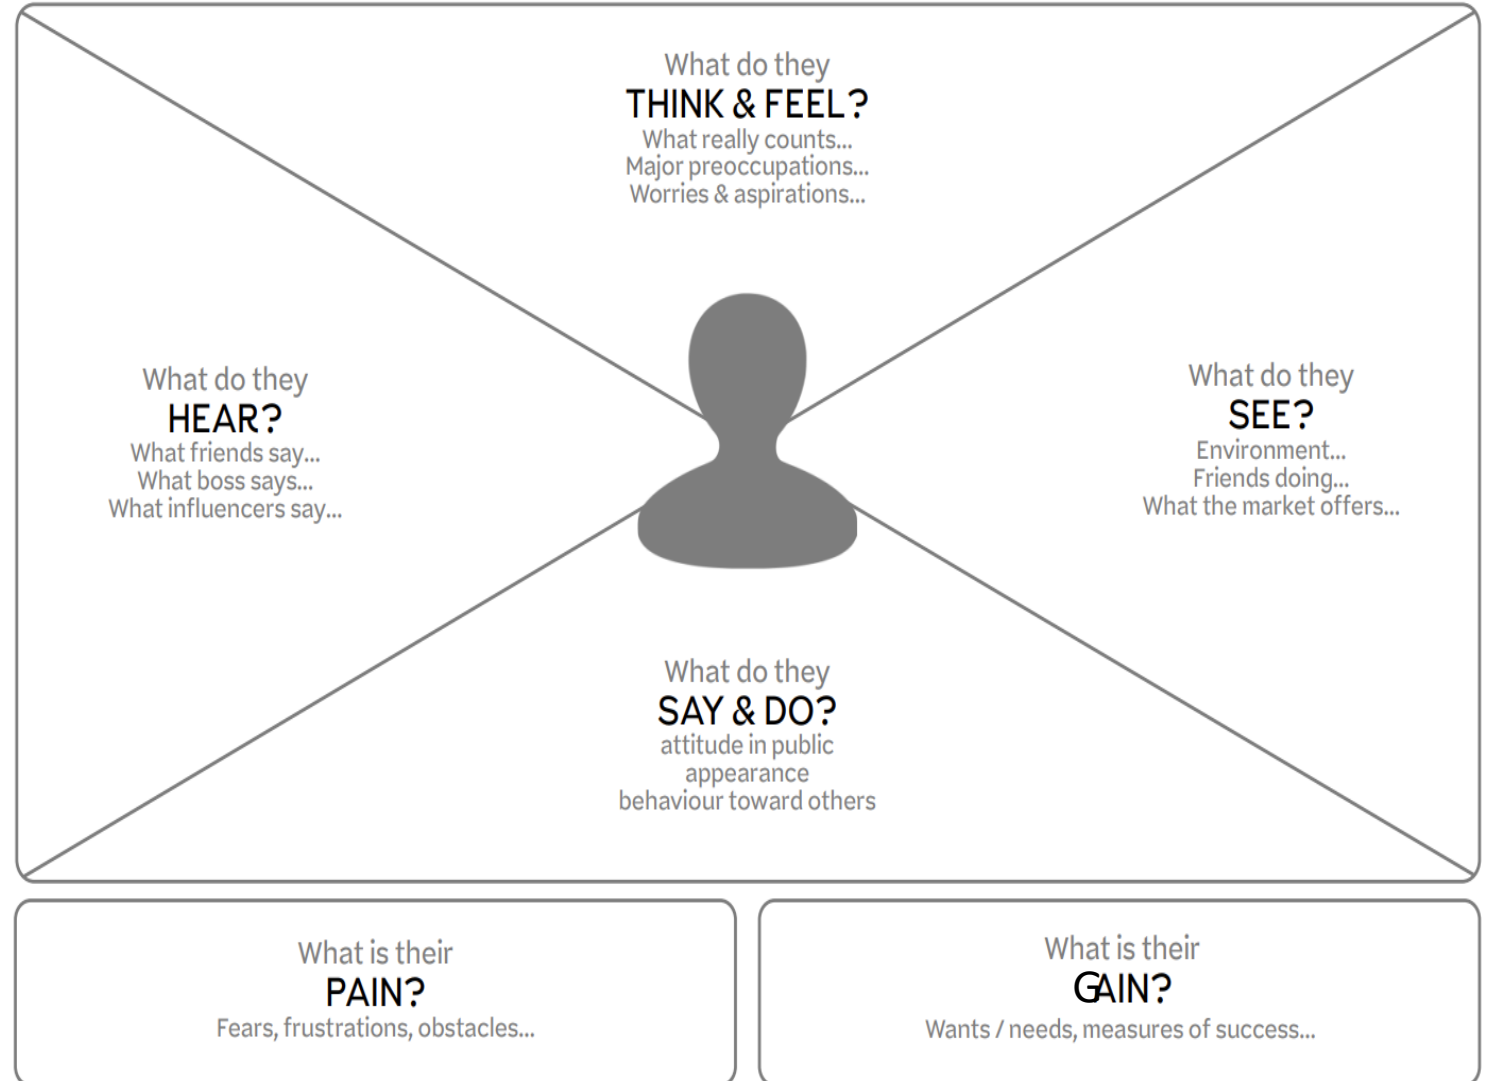 What do they
THINK & FEEL?
What really counts...
Major preoccupations...
Worries & aspirations...
What do they
HEAR?
What friends say...
What boss says...
What influencers say...
What do they
SEE?
Environment...
Friends doing...
What the market offers...
What do they
SAY & DO?
attitude in public
appearance
behaviour toward others
What is their
PAIN?
Fears, frustrations, obstacles...
What is their
GAIN?
Wants / needs, measures of success...